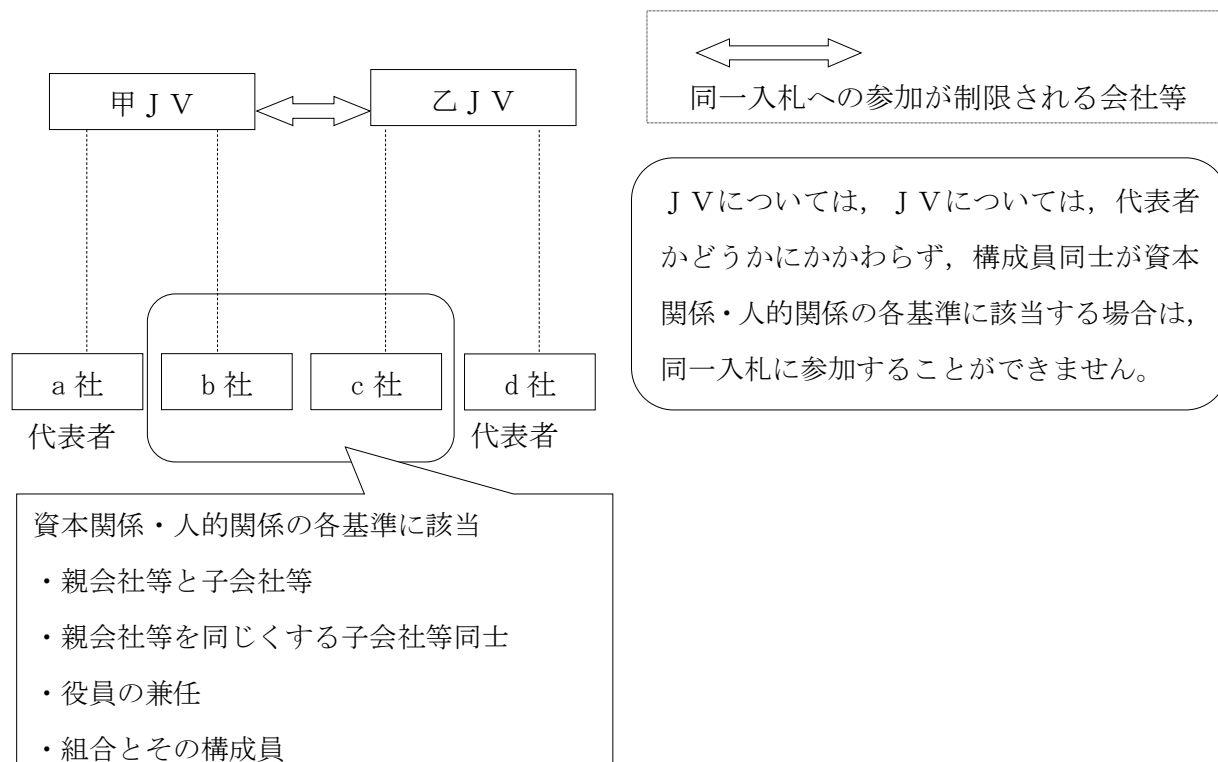 甲ＪＶ
乙ＪＶ
同一入札への参加が制限される会社等
ＪＶについては，ＪＶについては，代表者
かどうかにかかわらず，構成員同士が資本
関係・人的関係の各基準に該当する場合は，
同一入札に参加することができません。
a 社
b 社
c 社
d 社
代表者
代表者
資本関係・人的関係の各基準に該当
・親会社等と子会社等
・親会社等を同じくする子会社等同士
・役員の兼任
・組合とその構成員